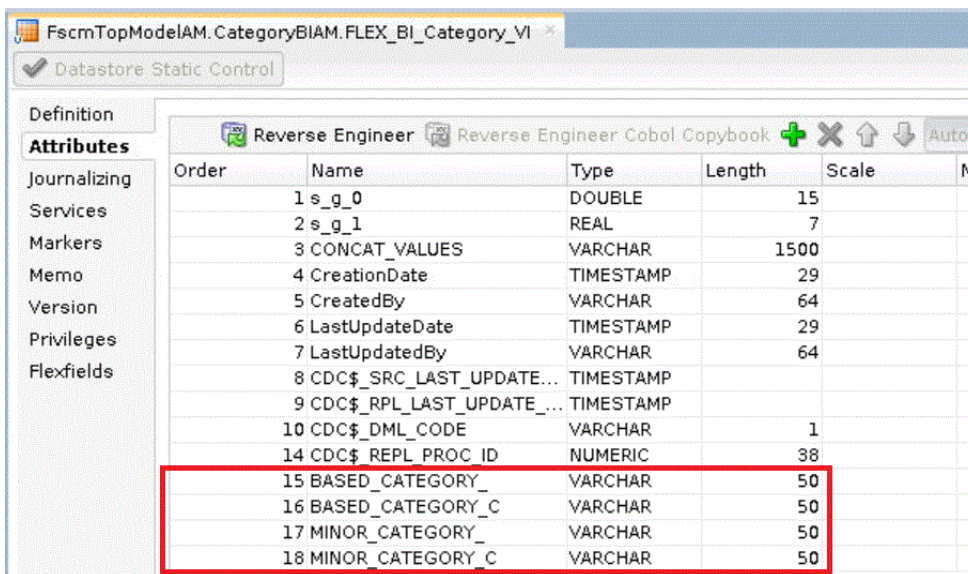 FscmTopModelAM.CategoryBIAM.FLEX_BI_Category_VI
Datastore Static Control
Definition
Attributes
Journalizing
Services
Markers
Memo
Version
Privileges
Flexfields
Reverse Engineer Reverse Engineer Cobol Copybook Auto
Order Name Type Length Scale
1 s_g_0 DOUBLE 15
2 s_g_1 REAL 7
3 CONCAT_VALUES VARCHAR 1500
4 CreationDate TIMESTAMP 29
5 CreatedBy VARCHAR 64
6 LastUpdateDate TIMESTAMP 29
7 LastUpdatedBy VARCHAR 64
8 CDC$_SRC_LAST_UPDATE... TIMESTAMP
9 CDC$_RPL_LAST_UPDATE_... TIMESTAMP
10 CDC$_DML_CODE VARCHAR 1
14 CDC$_REPL_PROC_ID NUMERIC 38
15 BASED_CATEGORY_ VARCHAR 50
16 BASED_CATEGORY_C VARCHAR 50
17 MINOR_CATEGORY_ VARCHAR 50
18 MINOR_CATEGORY_C VARCHAR 50